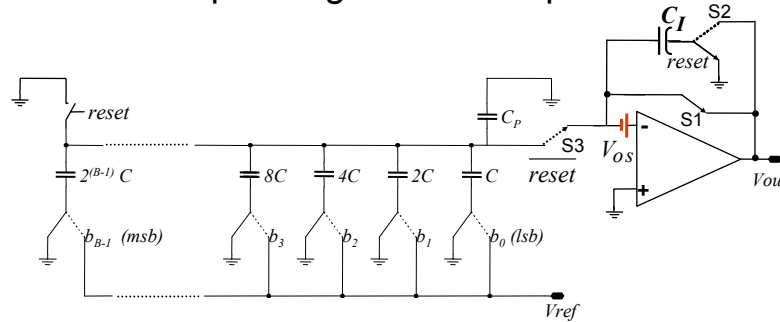 C_I
S2
reset
reset
C_P
S1
S3
V_os
-
+
reset
Vou
2^(B-1) C
8C
4C
2C
C
b_B-1 (msb)
b_3
b_2
b_1
b_0 (lsb)
Vref